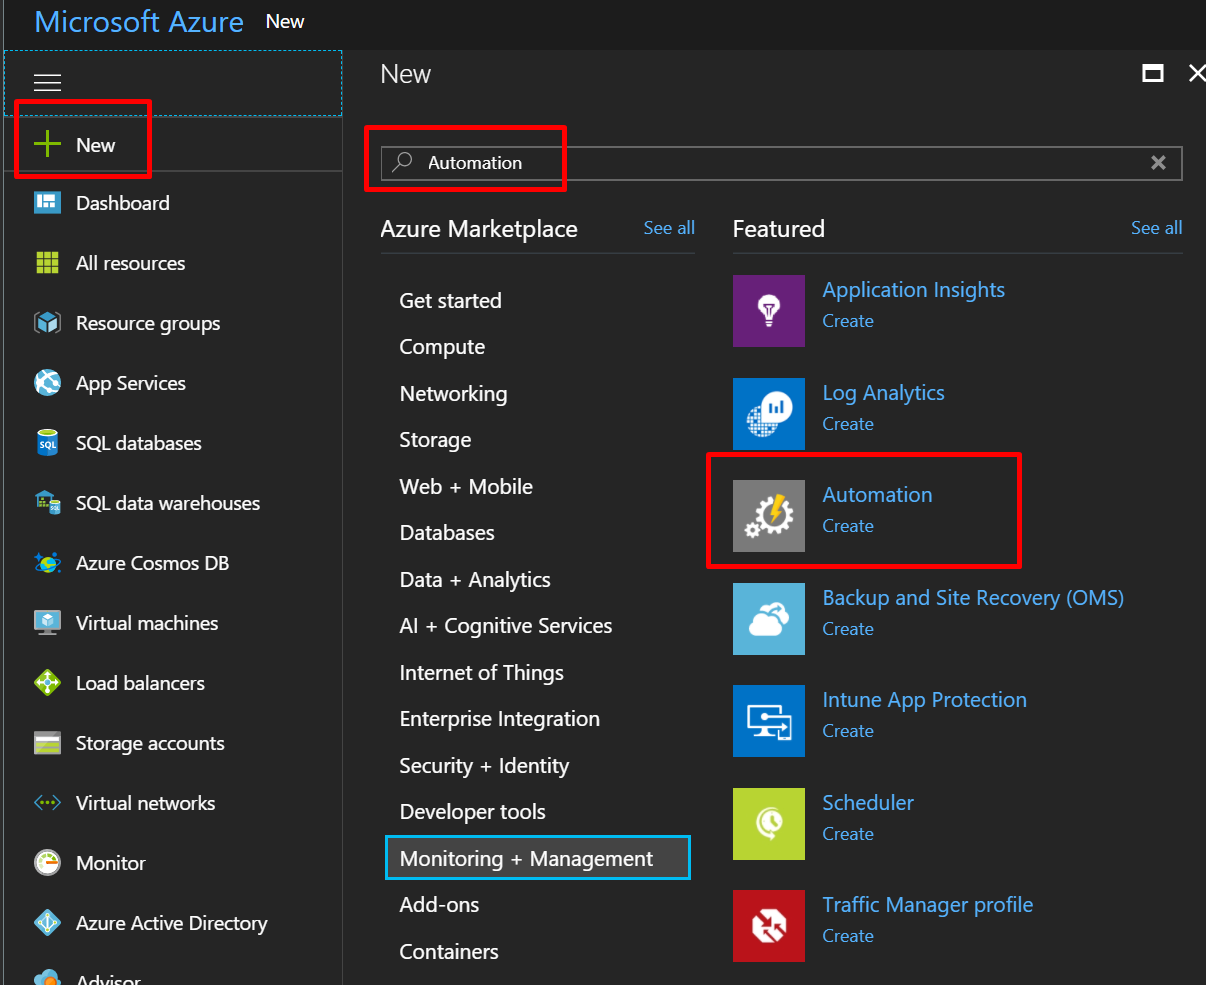 Microsoft Azure New
New
Dashboard
All resources
Resource groups
App Services
SQL databases
SQL data warehouses
Azure Cosmos DB
Virtual machines
Load balancers
Storage accounts
Virtual networks
Monitor
Azure Active Directory
Advisor
New
Automation
Azure Marketplace See all
Get started
Compute
Networking
Storage
Web + Mobile
Databases
Data + Analytics
AI + Cognitive Services
Internet of Things
Enterprise Integration
Security + Identity
Developer tools
Monitoring + Management
Add-ons
Containers
Featured See all
Application Insights
Create
Log Analytics
Create
Automation
Create
Backup and Site Recovery (OMS)
Create
Intune App Protection
Create
Scheduler
Create
Traffic Manager profile
Create